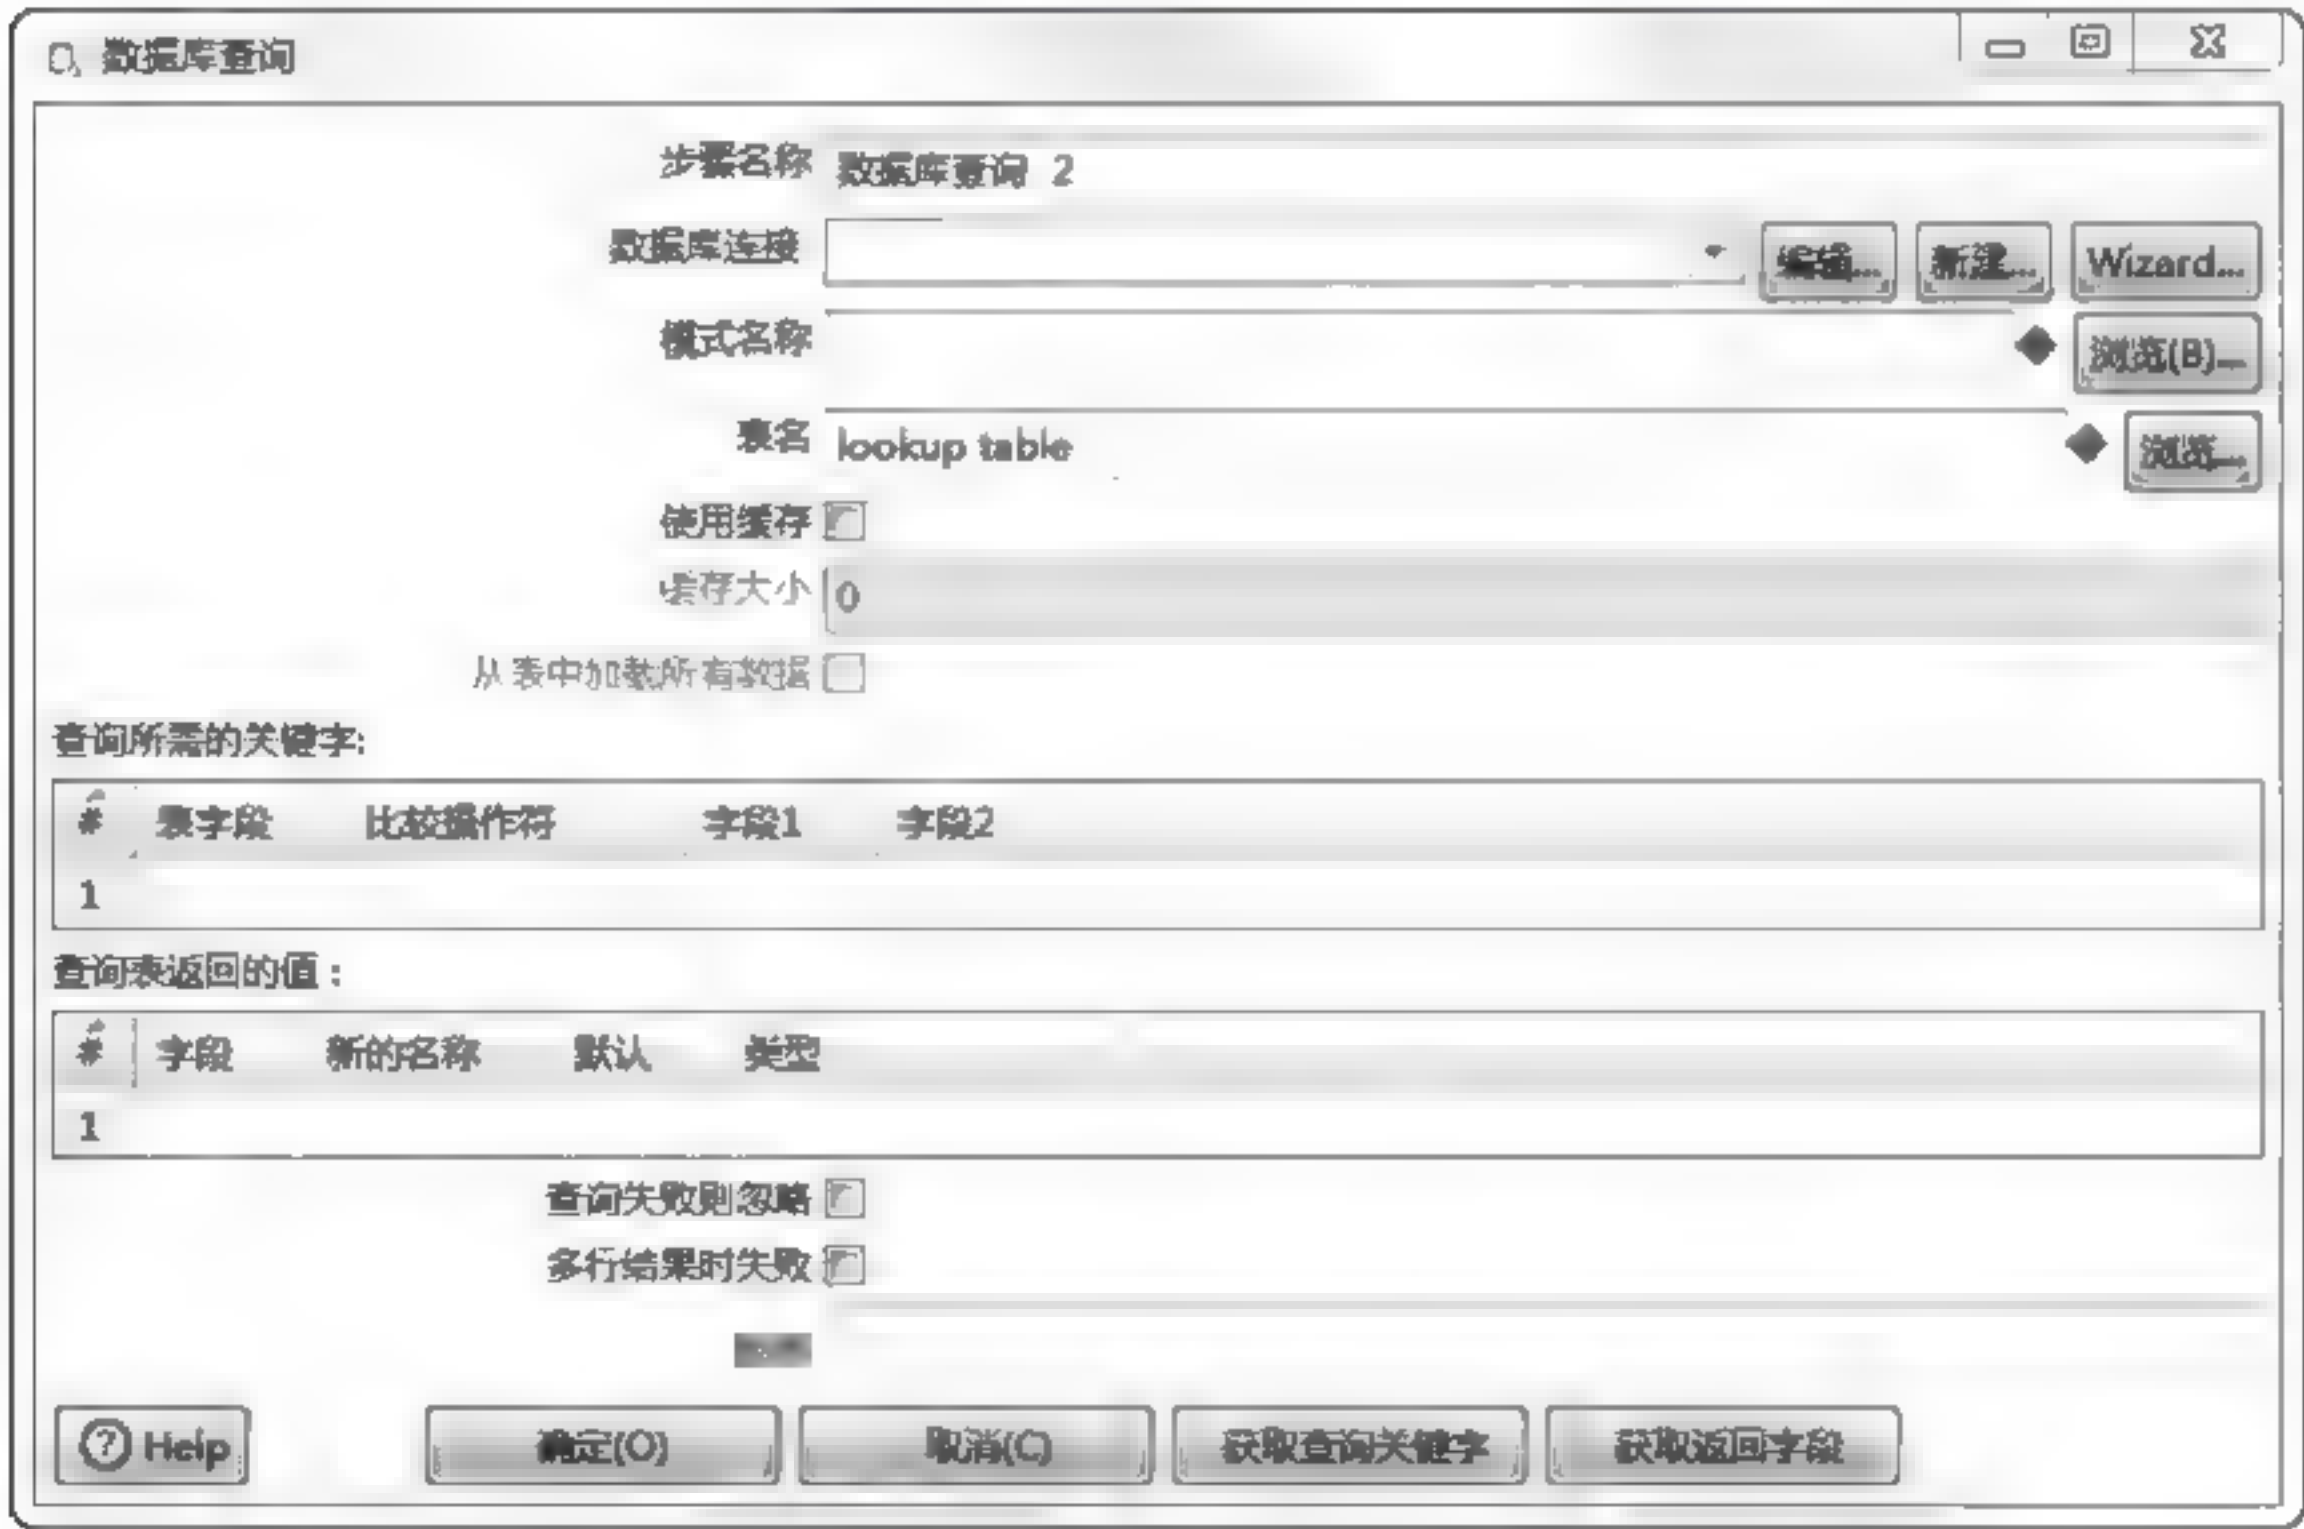 数据库查询
步骤名称 数据库查询 2
数据库连接 编辑... 新建... Wizard...
模式名称 浏览(B)...
表名 lookup table 浏览...
使用缓存
缓存大小 0
从表中加载所有数据
查询所需的关键字:
# 表字段 比较操作符 字段1 字段2
1
查询表返回的值：
# 字段 新的名称 默认 类型
1
查询失败则忽略
多行结果时失败
Help 确定(O) 取消(C) 获取查询关键字 获取返回字段